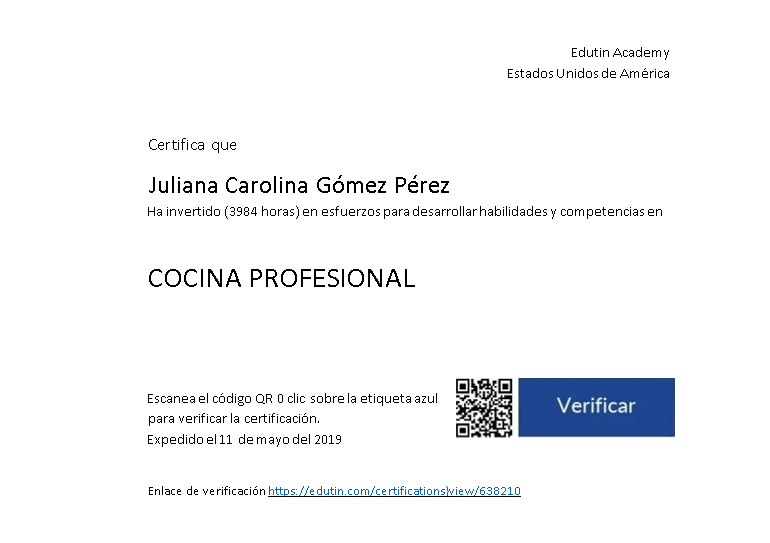 Edutin Academy
Estados Unidos de América
Certifica que
Juliana Carolina Gómez Pérez
Ha invertido (3984 horas) en esfuerzos para desarrollar habilidades y competencias en
COCINA PROFESIONAL
Escanea el código QR 0 clic sobre la etiqueta azul
para verificar la certificación.
Expedido el 11 de mayo del 2019
Verificar
Enlace de verificación https://edutin.com/certifications}view/638210